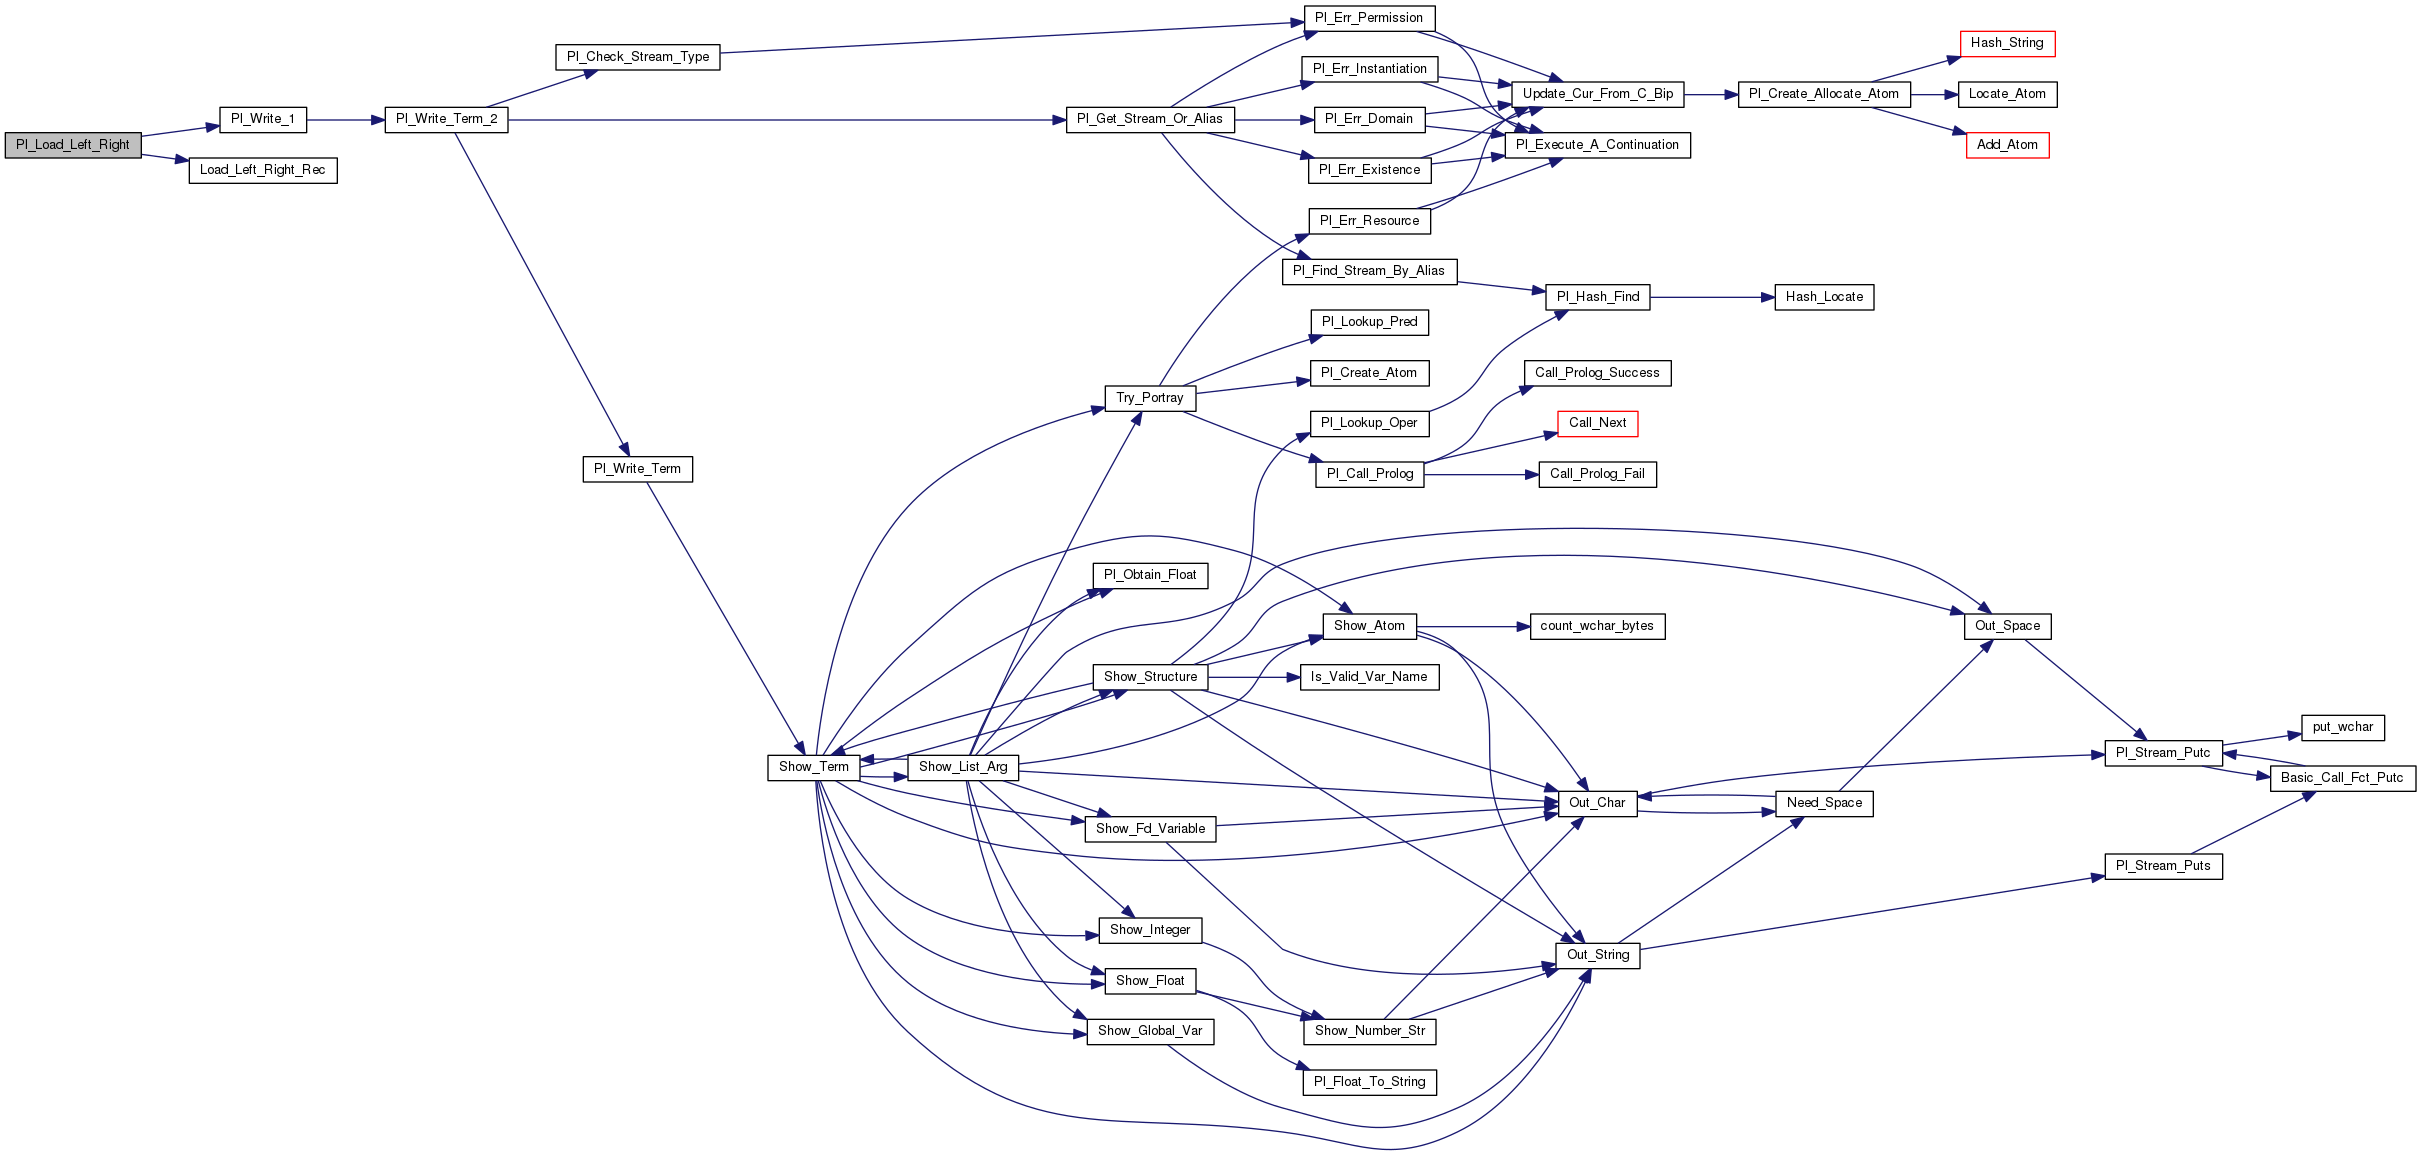 Pl_Load_Left_Right
Pl_Write_1
Load_Left_Right_Rec
Pl_Write_Term_2
Pl_Check_Stream_Type
Pl_Write_Term
Show_Term
Show_List_Arg
Pl_Get_Stream_Or_Alias
Try_Portray
Pl_Obtain_Float
Show_Structure
Show_Fd_Variable
Show_Integer
Show_Float
Show_Global_Var
Pl_Err_Permission
Pl_Err_Instantiation
Pl_Err_Domain
Pl_Err_Existence
Pl_Err_Resource
Pl_Find_Stream_By_Alias
Pl_Lookup_Pred
Pl_Create_Atom
Pl_Lookup_Oper
Pl_Call_Prolog
Show_Atom
Is_Valid_Var_Name
Show_Number_Str
Pl_Float_To_String
Update_Cur_From_C_Bip
Pl_Execute_A_Continuation
Pl_Hash_Find
Call_Prolog_Success
Call_Next
Call_Prolog_Fail
count_wchar_bytes
Out_Char
Out_String
Pl_Create_Allocate_Atom
Hash_Locate
Need_Space
Hash_String
Locate_Atom
Add_Atom
Out_Space
Pl_Stream_Putc
Pl_Stream_Puts
put_wchar
Basic_Call_Fct_Putc